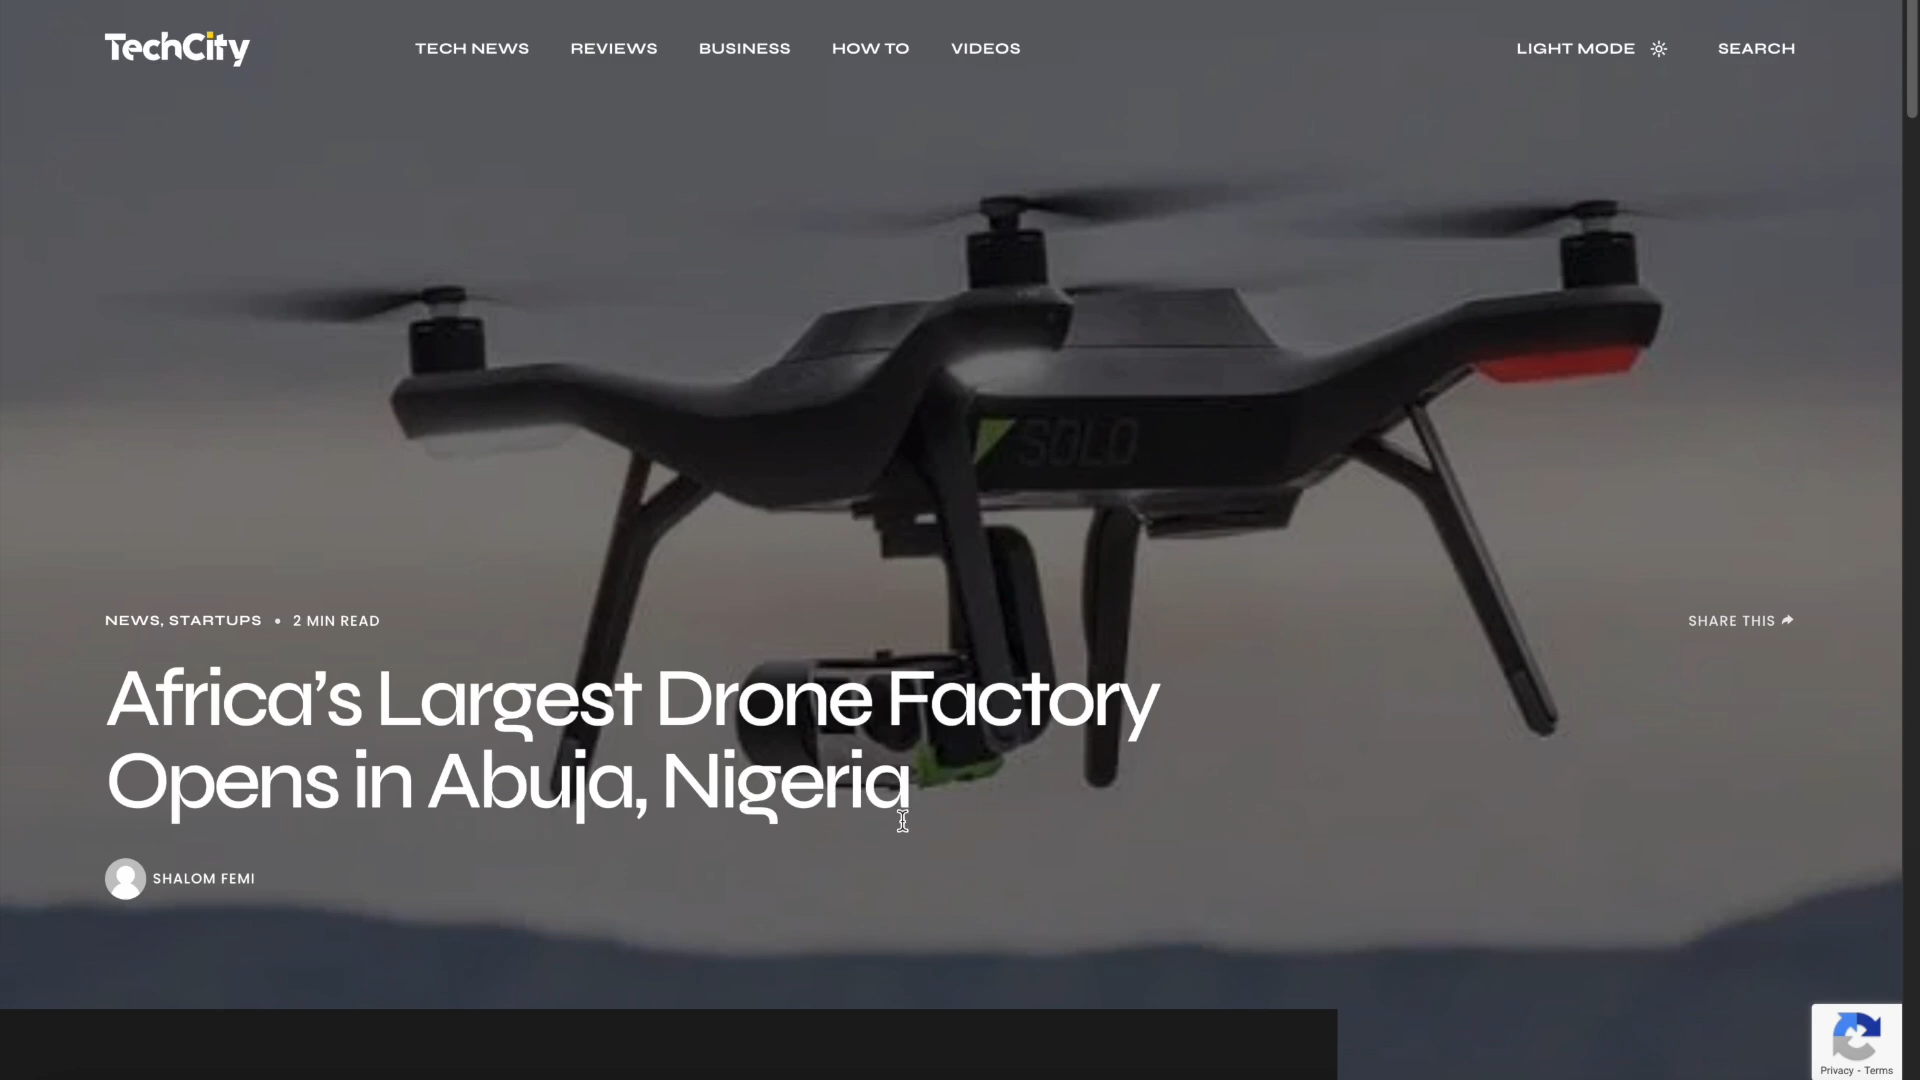 TechCity
TECH NEWS
REVIEWS
BUSINESS
HOW TO
VIDEOS
LIGHT MODE
SEARCH
SOLO
NEWS, STARTUPS • 2 MIN READ
SHARE THIS
Africa’s Largest Drone Factory
Opens in Abuja, Nigeria
SHALOM FEMI
Privacy - Terms